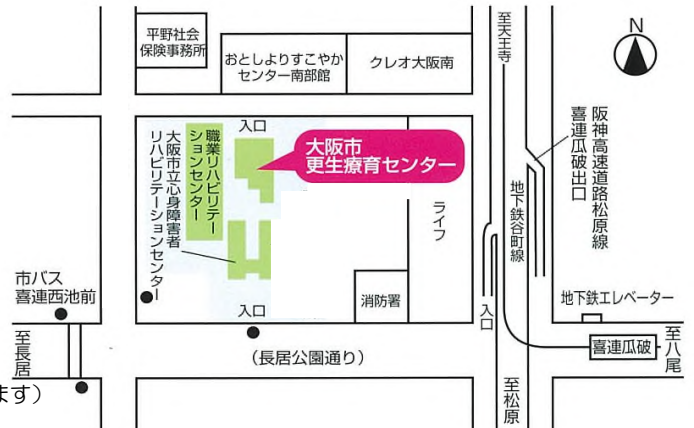 平野社会
保険事務所
おとしよりすこやか
センター南部館
クレオ大阪南
至天王寺
N
阪神高速道路松原線
喜連瓜破出口
入口
職業リハビリテー
ションセンター
大阪市立心身障害者
リハビリテーションセンター
大阪市
更生療育センター
ライフ
地下鉄谷町線
市バス
喜連西池前
入口
消防署
入口
地下鉄エレベーター
至長居
(長居公園通り)
喜連瓜破
至八尾
至松原
ます)